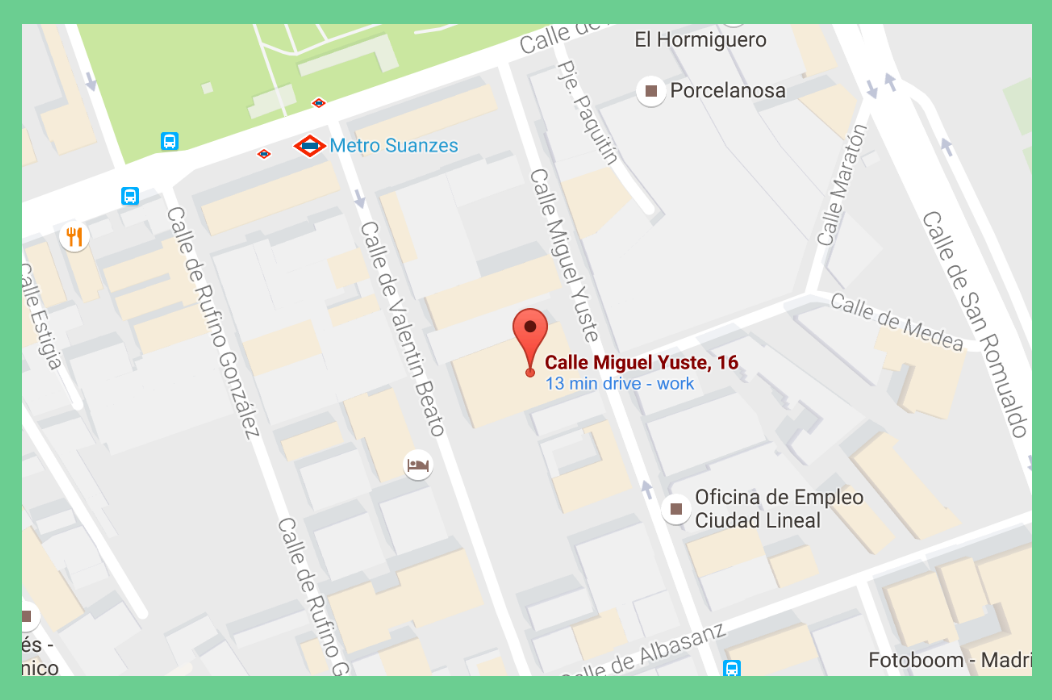 Calle de
El Hormiguero
Pje. Paquitin
Porcelanosa
Metro Suanzes
Calle Maratón
Calle Miguel Yuste
Calle de Rufino González
Calle de Valentin Beato
Calle de San Romualdo
Calle Estigia
Calle de Medea
Calle Miguel Yuste, 16
13 min drive - work
Oficina de Empleo
Ciudad Lineal
Calle de Rufino G
Calle de Albasanz
és -
nico
Fotoboom - Madri